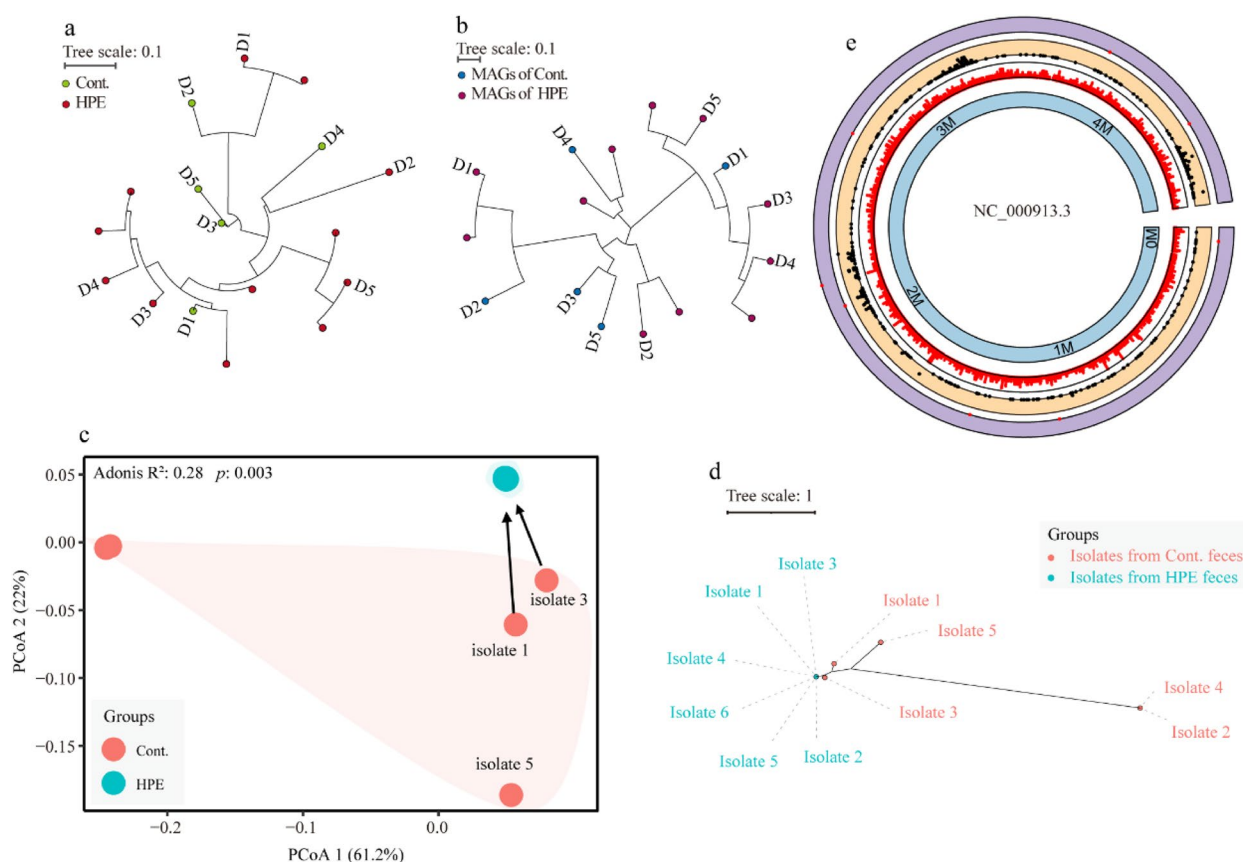 a
Tree scale: 0.1
Cont.
HPE
D1
D2
D4
D2
D5
D3
D4
D3
D1
D5
b
Tree scale: 0.1
MAGs of Cont.
MAGs of HPE
D5
D4
D1
D1
D3
D4
D2
D3
D5
D2
e
3M
4M
NC_000913.3
0M
2M
1M
c
Adonis R²: 0.28 p: 0.003
0.05
0.00
−0.05
−0.10
−0.15
PCoA 2 (22%)
isolate 3
isolate 1
isolate 5
Groups
Cont.
HPE
−0.2
−0.1
0.0
PCoA 1 (61.2%)
d
Tree scale: 1
Groups
Isolates from Cont. feces
Isolates from HPE feces
Isolate 3
Isolate 1
Isolate 1
Isolate 5
Isolate 4
Isolate 4
Isolate 6
Isolate 3
Isolate 2
Isolate 5
Isolate 2